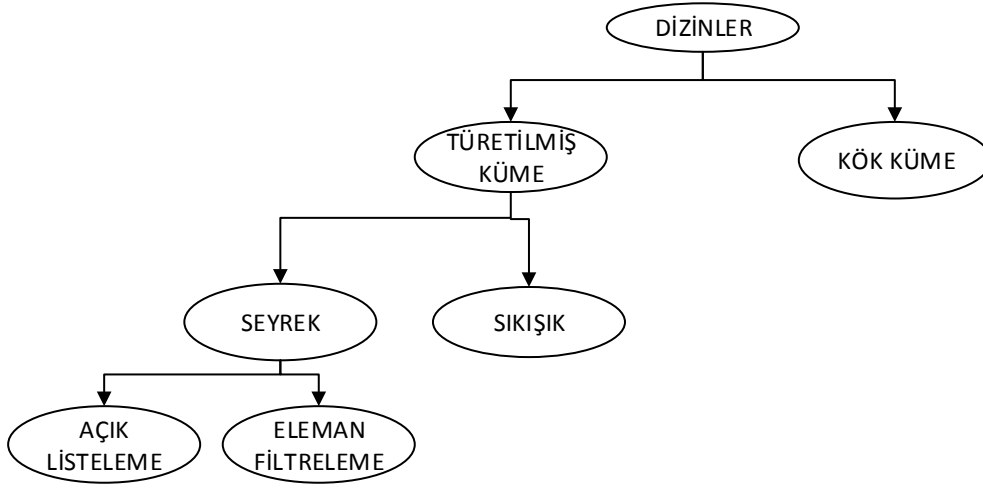 DİZİNLER
TÜRETİLMİŞ
KÜME
KÖK KÜME
SEYREK
SIKIŞIK
AÇIK
LİSTELEME
ELEMAN
FİLTRELEME